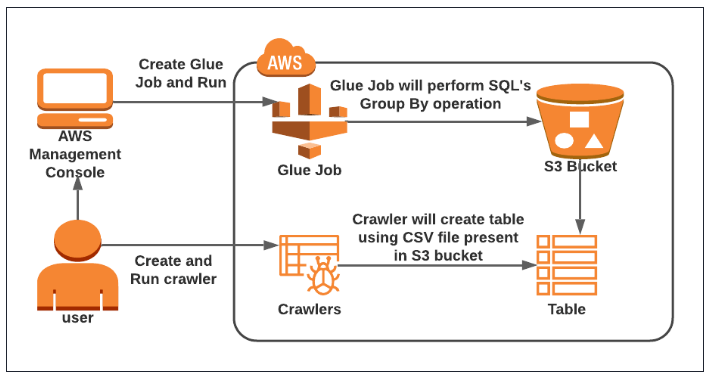 AWS
Create Glue
Job and Run
Glue Job will perform SQL's
Group By operation
AWS
Management
Console
Glue Job
S3 Bucket
Crawler will create table
using CSV file present
in S3 bucket
Create and
Run crawler
user
Crawlers
Table